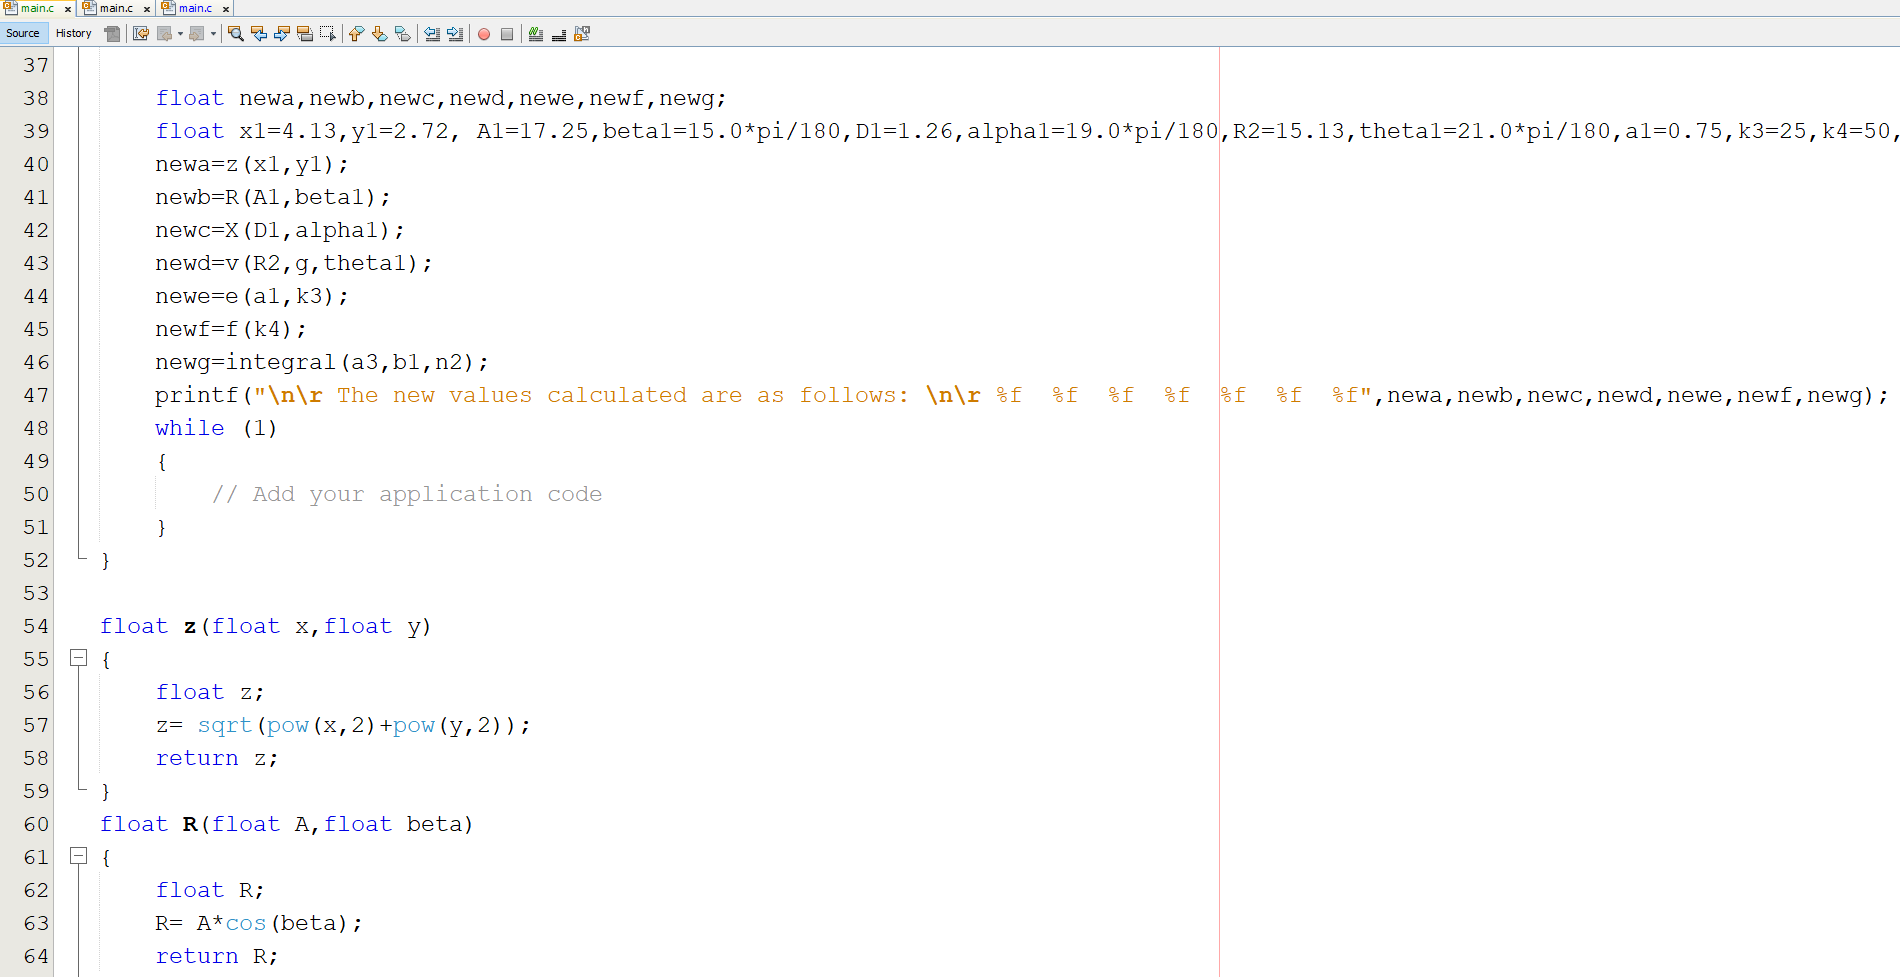 main.c x main.c x main.c x
Source History
37
38 float newa,newb,newc,newd,newe,newf,newg;
39 float x1=4.13,y1=2.72, A1=17.25,beta1=15.0*pi/180,D1=1.26,alpha1=19.0*pi/180,R2=15.13,theta1=21.0*pi/180,a1=0.75,k3=25,k4=50,
40 newa=z(x1,y1);
41 newb=R(A1,beta1);
42 newc=X(D1,alpha1);
43 newd=v(R2,g,theta1);
44 newe=e(a1,k3);
45 newf=f(k4);
46 newg=integral(a3,b1,n2);
47 printf("\n\r The new values calculated are as follows: \n\r %f  %f  %f  %f  %f  %f  %f",newa,newb,newc,newd,newe,newf,newg);
48 while (1)
49 {
50 // Add your application code
51 }
52 }
53
54 float z(float x,float y)
55 {
56 float z;
57 z= sqrt(pow(x,2)+pow(y,2));
58 return z;
59 }
60 float R(float A,float beta)
61 {
62 float R;
63 R= A*cos(beta);
64 return R;